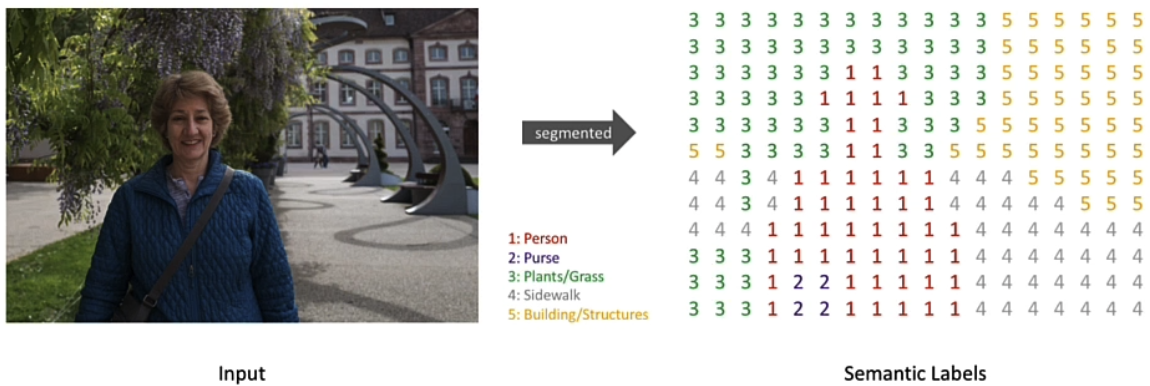 segmented
1: Person
2: Purse
3: Plants/Grass
4: Sidewalk
5: Building/Structures
3 3 3 3 3 3 3 3 3 3 3 3 5 5 5 5 5 5
3 3 3 3 3 3 3 3 3 3 3 3 5 5 5 5 5 5
3 3 3 3 3 3 1 1 3 3 3 3 5 5 5 5 5 5
3 3 3 3 3 1 1 1 1 3 3 3 5 5 5 5 5 5
3 3 3 3 3 3 1 1 3 3 3 5 5 5 5 5 5 5
5 5 3 3 3 3 1 1 3 3 5 5 5 5 5 5 5 5
4 4 3 4 1 1 1 1 1 1 4 4 4 5 5 5 5 5
4 4 3 4 1 1 1 1 1 1 4 4 4 4 4 5 5 5
4 4 4 1 1 1 1 1 1 1 1 4 4 4 4 4 4 4
3 3 3 1 1 1 1 1 1 1 1 4 4 4 4 4 4 4
3 3 3 1 2 2 1 1 1 1 1 4 4 4 4 4 4 4
3 3 3 1 2 2 1 1 1 1 1 4 4 4 4 4 4 4
Input
Semantic Labels